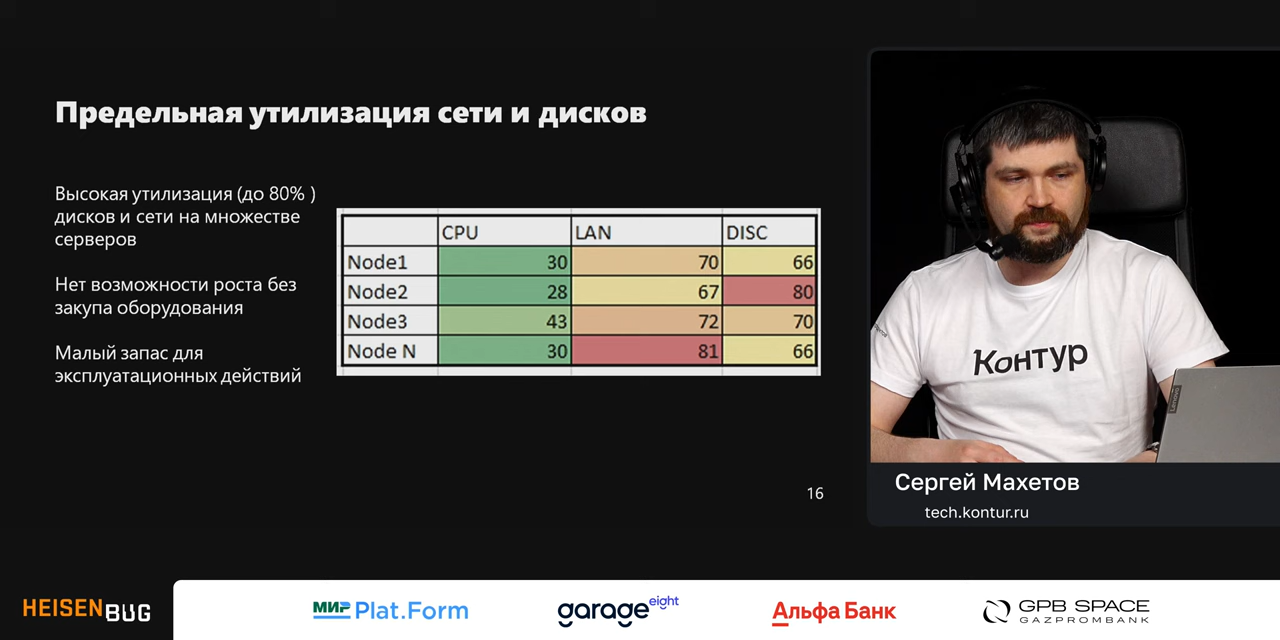 Предельная утилизация сети и дисков
Высокая утилизация (до 80% )
дисков и сети на множестве
серверов
Нет возможности роста без
закупа оборудования
Малый запас для
эксплуатационных действий
CPU LAN DISC
Node1 30 70 66
Node2 28 67 80
Node3 43 72 70
Node N 30 81 66
16
Контур
Lenovo
Сергей Махетов
tech.kontur.ru
HEISENBUG
МИР Plat.Form
garage eight
Альфа Банк
GPB SPACE
GAZPROMBANK